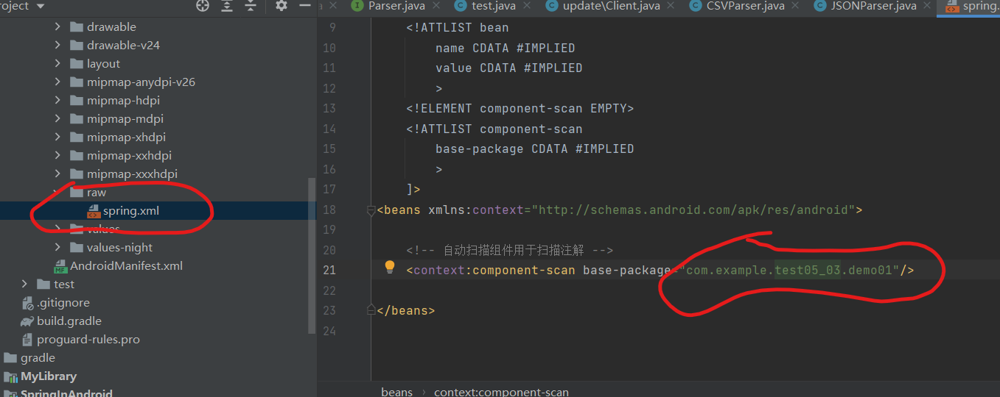 roject
a
Parser.java
test.java
update\Client.java
CSVParser.java
JSONParser.java
spring.
drawable
drawable-v24
layout
mipmap-anydpi-v26
mipmap-hdpi
mipmap-mdpi
mipmap-xhdpi
mipmap-xxhdpi
mipmap-xxxhdpi
raw
spring.xml
values
values-night
AndroidManifest.xml
test
.gitignore
build.gradle
proguard-rules.pro
gradle
MyLibrary
SpringInAndroid
9 <!ATTLIST bean
10 name CDATA #IMPLIED
11 value CDATA #IMPLIED
12 >
13 <!ELEMENT component-scan EMPTY>
14 <!ATTLIST component-scan
15 base-package CDATA #IMPLIED
16 >
17 ]>
18 <beans xmlns:context="http://schemas.android.com/apk/res/android">
19
20 <!-- 自动扫描组件用于扫描注解 -->
21 <context:component-scan base-package="com.example.test05_03.demo01"/>
22
23 </beans>
24
beans › context:component-scan